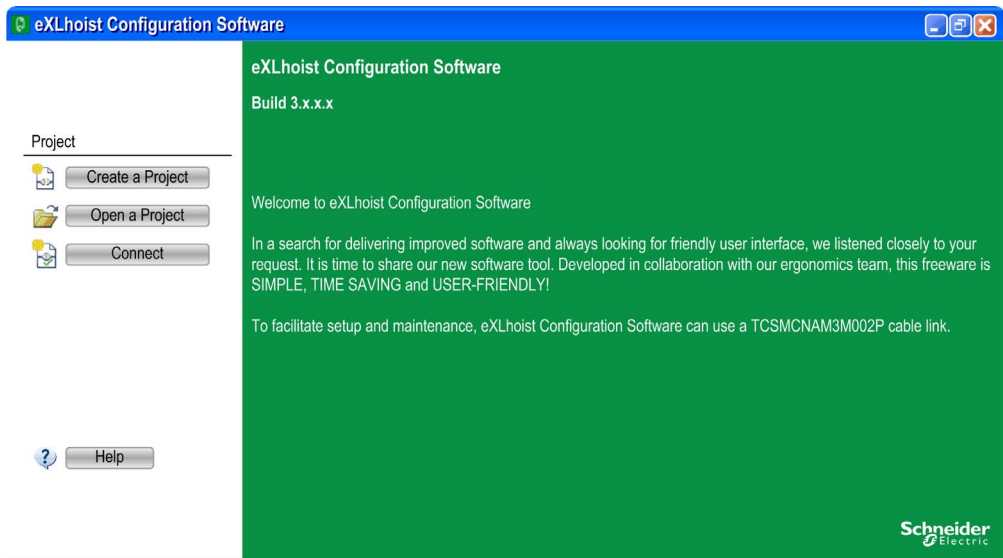 eXLhoist Configuration Software
Project
Create a Project
Open a Project
Connect
Help
eXLhoist Configuration Software
Build 3.x.x.x
Welcome to eXLhoist Configuration Software
In a search for delivering improved software and always looking for friendly user interface, we listened closely to your
request. It is time to share our new software tool. Developed in collaboration with our ergonomics team, this freeware is
SIMPLE, TIME SAVING and USER-FRIENDLY!
To facilitate setup and maintenance, eXLhoist Configuration Software can use a TCSMCNAM3M002P cable link.
Schneider
Electric